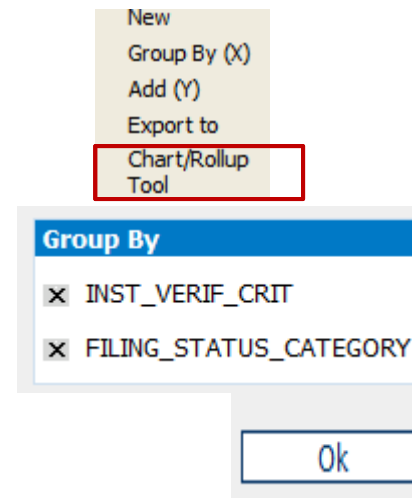 New
Group By (X)
Add (Y)
Export to
Chart/Rollup
Tool
Group By
INST_VERIF_CRIT
FILING_STATUS_CATEGORY
Ok